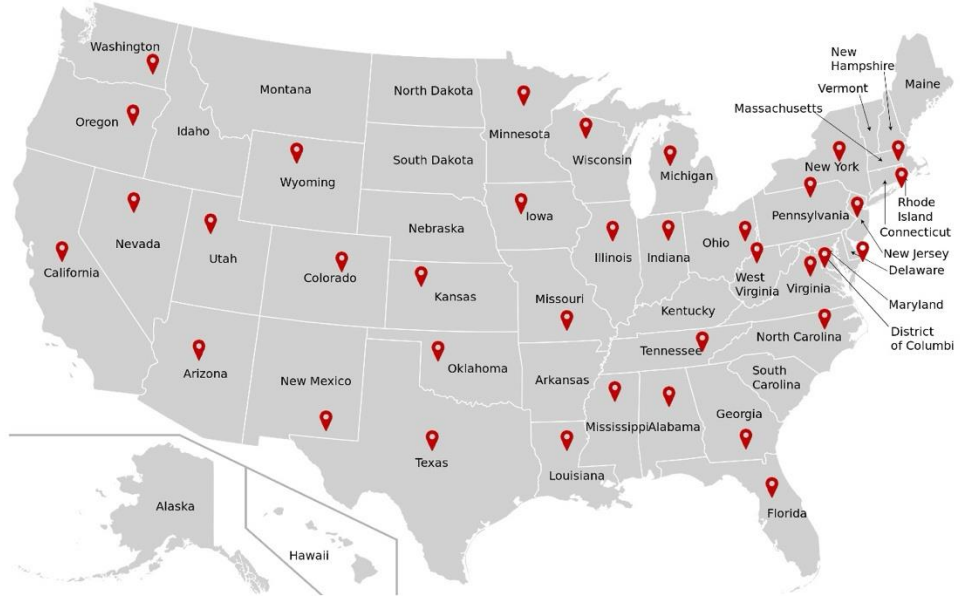 Washington
Montana
North Dakota
Minnesota
New
Hampshire
Vermont
Maine
Massachusetts
Oregon
Idaho
South Dakota
Wisconsin
Michigan
New York
Wyoming
Rhode
Island
Connecticut
Iowa
Pennsylvania
Nebraska
Nevada
Utah
Ohio
Illinois
Indiana
New Jersey
Delaware
California
Colorado
Kansas
Missouri
West
Virginia
Virginia
Maryland
Kentucky
District
of Columbi
North Carolina
Tennessee
Arizona
New Mexico
Oklahoma
Arkansas
South
Carolina
Mississippi
Alabama
Georgia
Texas
Louisiana
Florida
Alaska
Hawaii